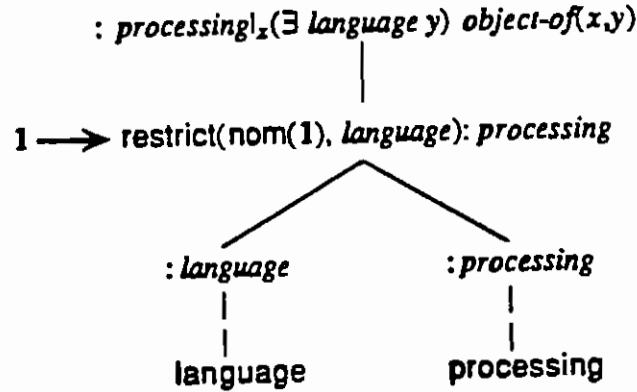 : processing|x(∃ language y) object-of(x,y)
1 → restrict(nom(1), language): processing
: language : processing
language processing